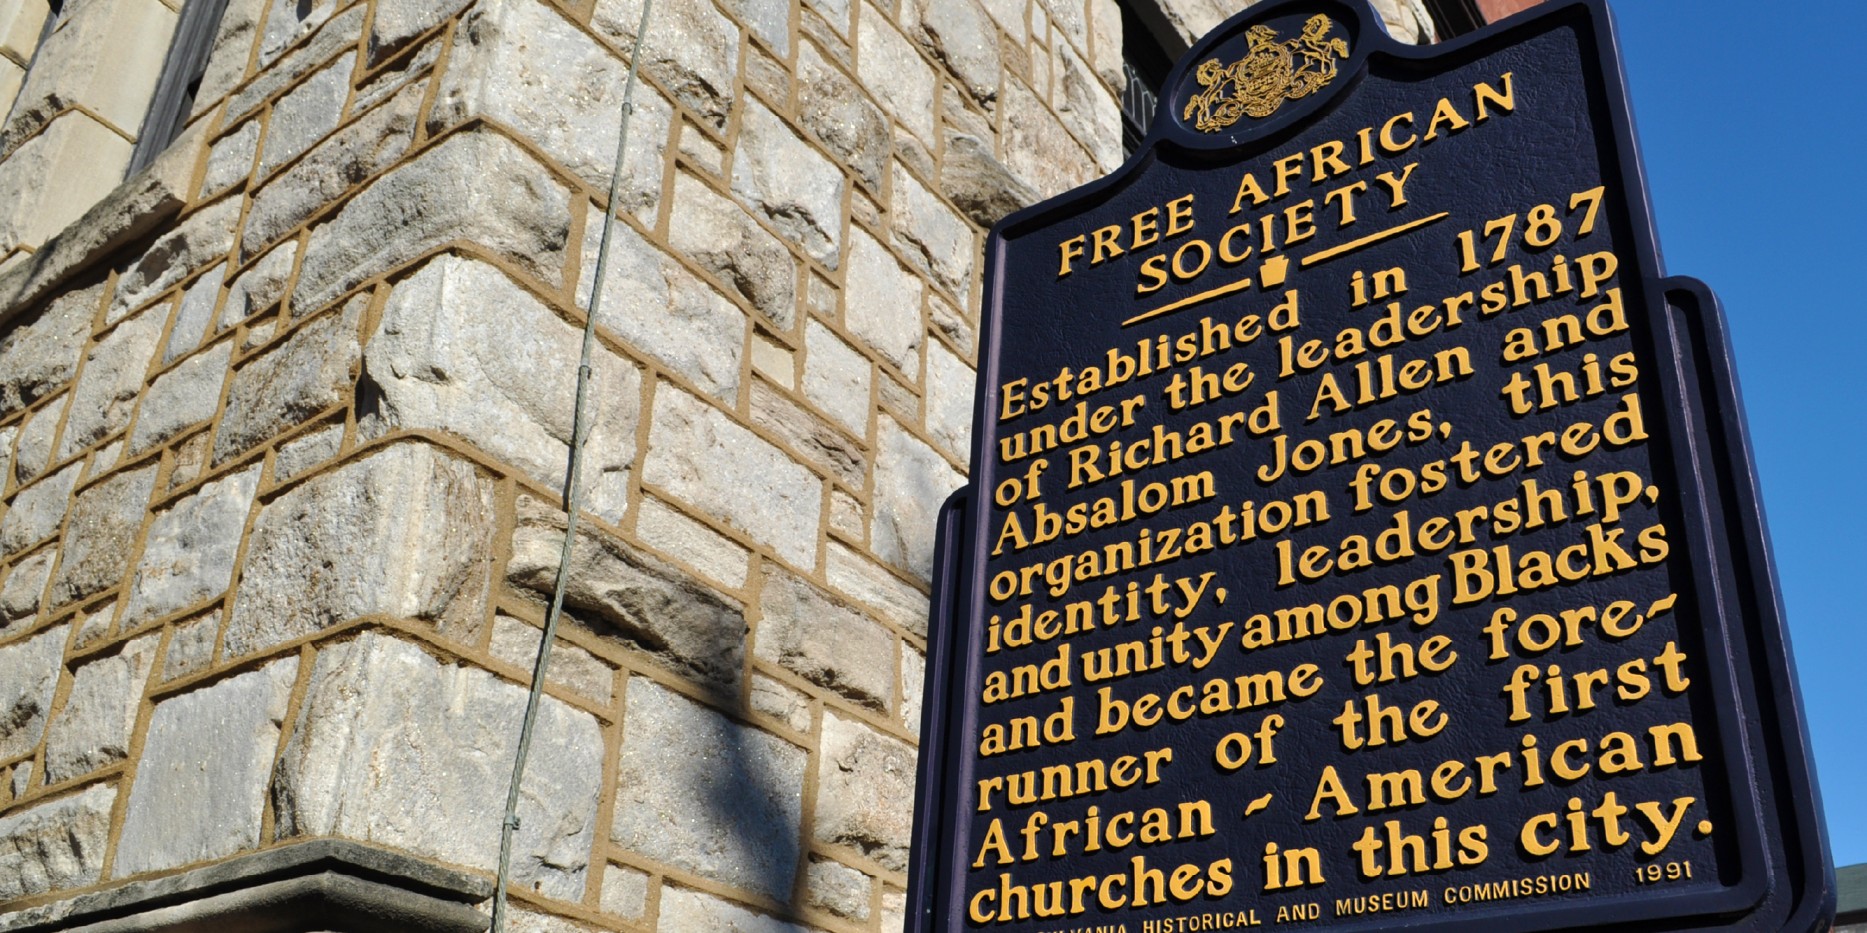 FREE AFRICAN
SOCIETY
Established in 1787
under the leadership
of Richard Allen and
Absalom Jones, this
organization fostered
identity, leadership,
and unity among Blacks
and became the fore-
runner of the first
African-American
churches in this city.
HISTORICAL AND MUSEUM COMMISSION 1991